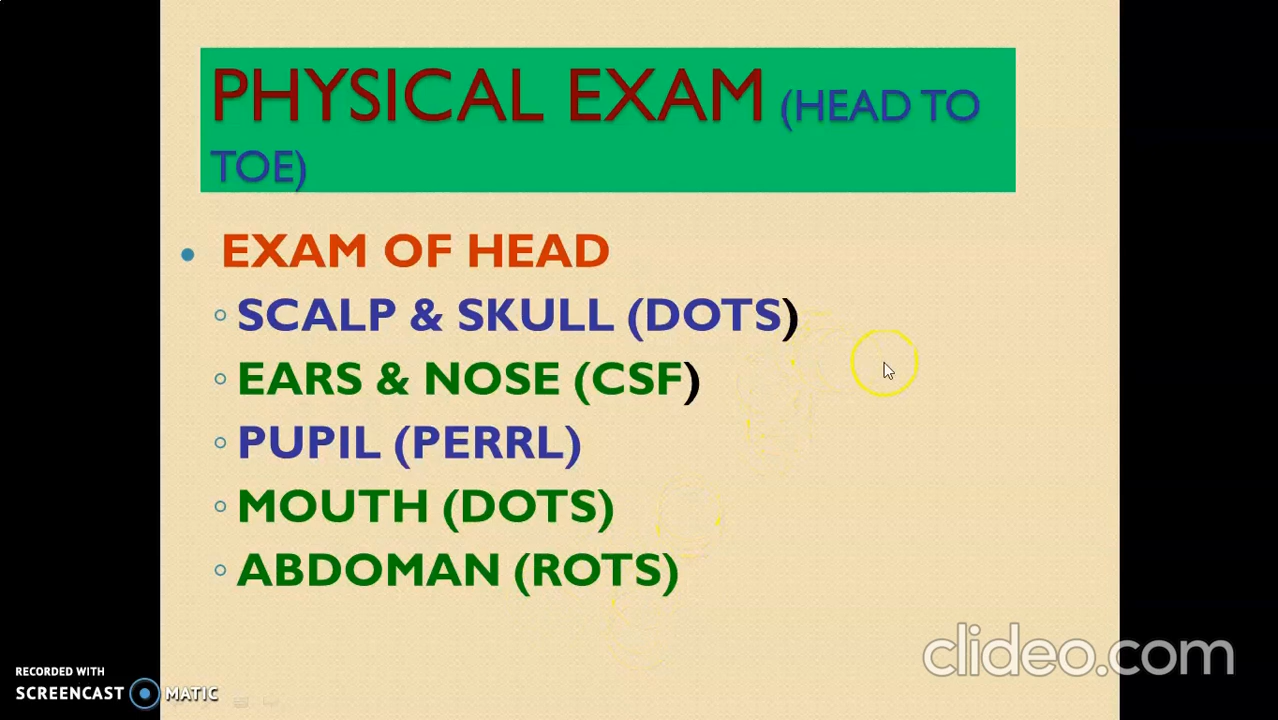 PHYSICAL EXAM (HEAD TO
TOE)
EXAM OF HEAD
SCALP & SKULL (DOTS)
EARS & NOSE (CSF)
PUPIL (PERRL)
MOUTH (DOTS)
ABDOMAN (ROTS)
clideo.com
RECORDED WITH
SCREENCAST MATIC